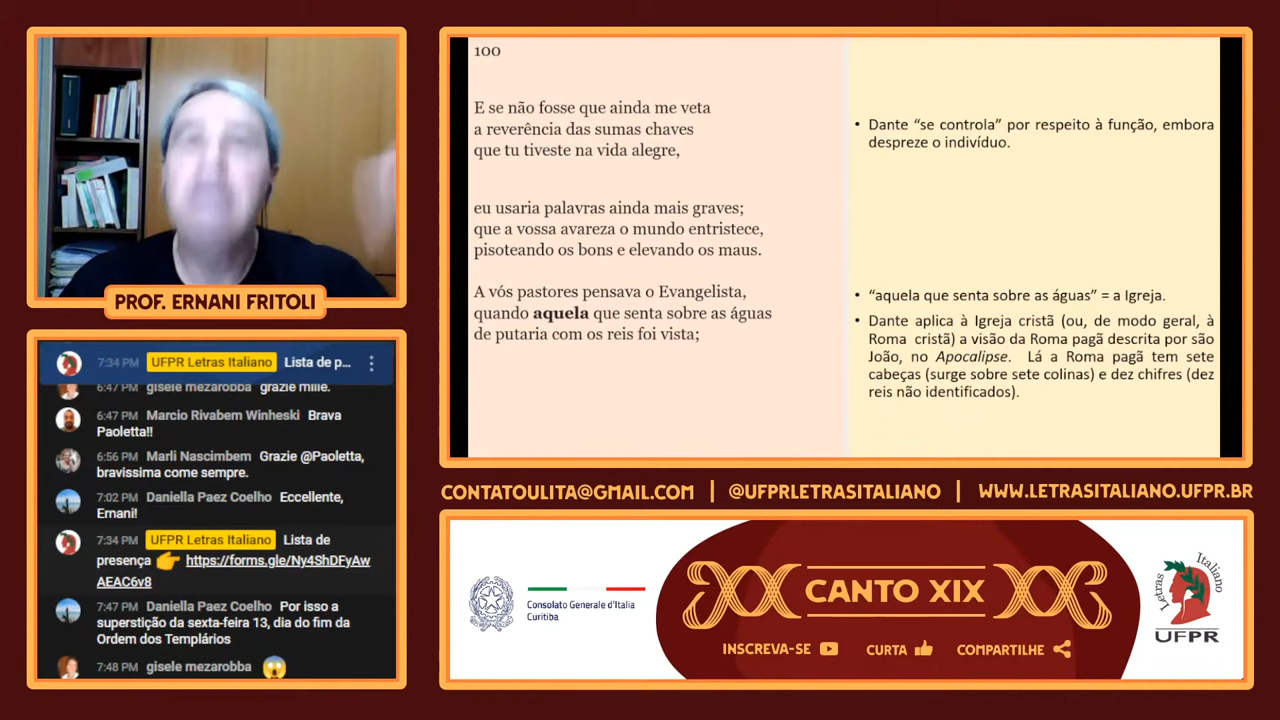 PROF. ERNANI FRITOLI
7:34 PM UFPR Letras Italiano Lista de p...
6:47 PM gisele mezarobba grazie mille.
6:47 PM Marcio Rivabem Winheski Brava
Paoletta!!
6:56 PM Marli Nascimbem Grazie @Paoletta,
bravissima come sempre.
7:02 PM Daniella Paez Coelho Eccellente,
Ernani!
7:34 PM UFPR Letras Italiano Lista de
presença 👉 https://forms.gle/Ny4ShDFyAw
AEAC6v8
7:47 PM Daniella Paez Coelho Por isso a
superstição da sexta-feira 13, dia do fim da
Ordem dos Templários
7:48 PM gisele mezarobba 😱
100
E se não fosse que ainda me veta
a reverência das sumas chaves
que tu tiveste na vida alegre,
eu usaria palavras ainda mais graves;
que a vossa avareza o mundo entristece,
pisoteando os bons e elevando os maus.
A vós pastores pensava o Evangelista,
quando aquela que senta sobre as águas
de putaria com os reis foi vista;
• Dante “se controla” por respeito à função, embora
despreze o indivíduo.
• “aquela que senta sobre as águas” = a Igreja.
• Dante aplica à Igreja cristã (ou, de modo geral, à
Roma cristã) a visão da Roma pagã descrita por são
João, no Apocalipse. Lá a Roma pagã tem sete
cabeças (surge sobre sete colinas) e dez chifres (dez
reis não identificados).
CONTATOULITA@GMAIL.COM | @UFPRLETRASITALIANO | WWW.LETRASITALIANO.UFPR.BR
Consolato Generale d'Italia
Curitiba
CANTO XIX
INSCREVA-SE CURTA COMPARTILHE
Letras Italiano
UFPR